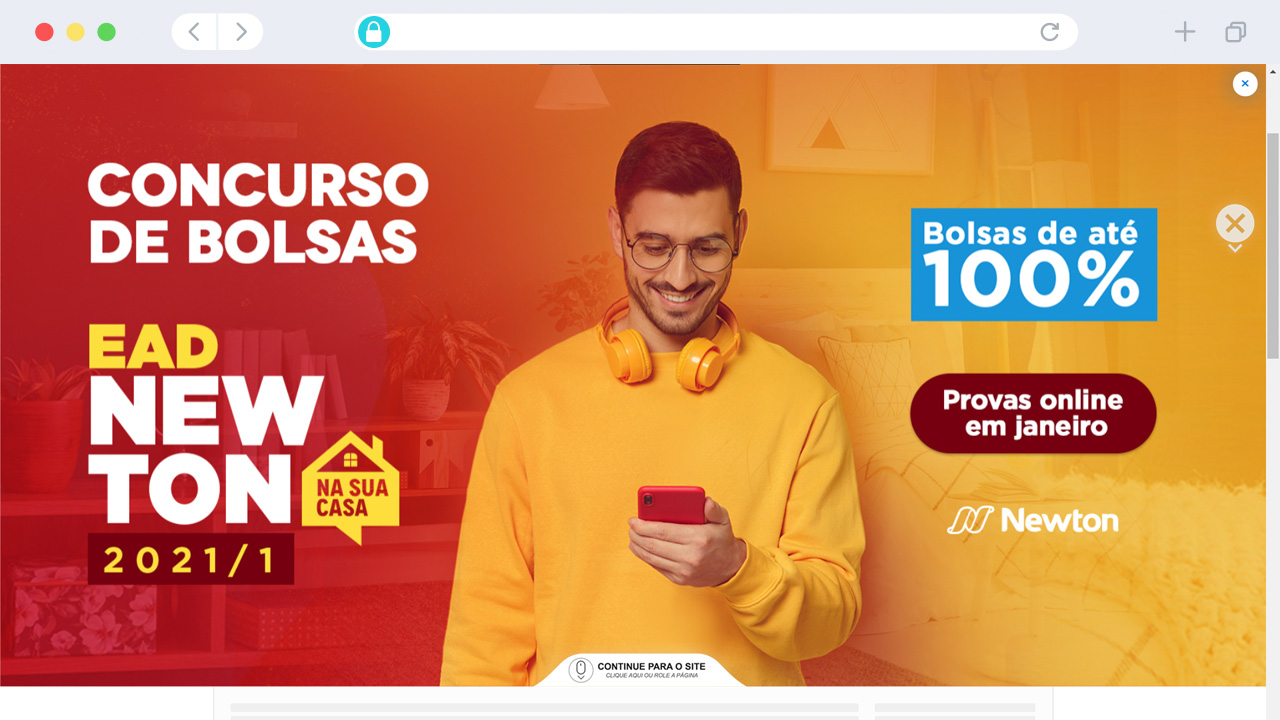 CONCURSO
DE BOLSAS
EAD
NEW
TON
NA SUA
CASA
2021/1
Bolsas de até
100%
Provas online
em janeiro
Newton
CONTINUE PARA O SITE
CLIQUE AQUI OU ROLE A PÁGINA